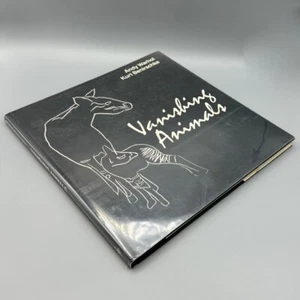 Andy Warhol
Kurt Benirschke
Vanishing
Animals